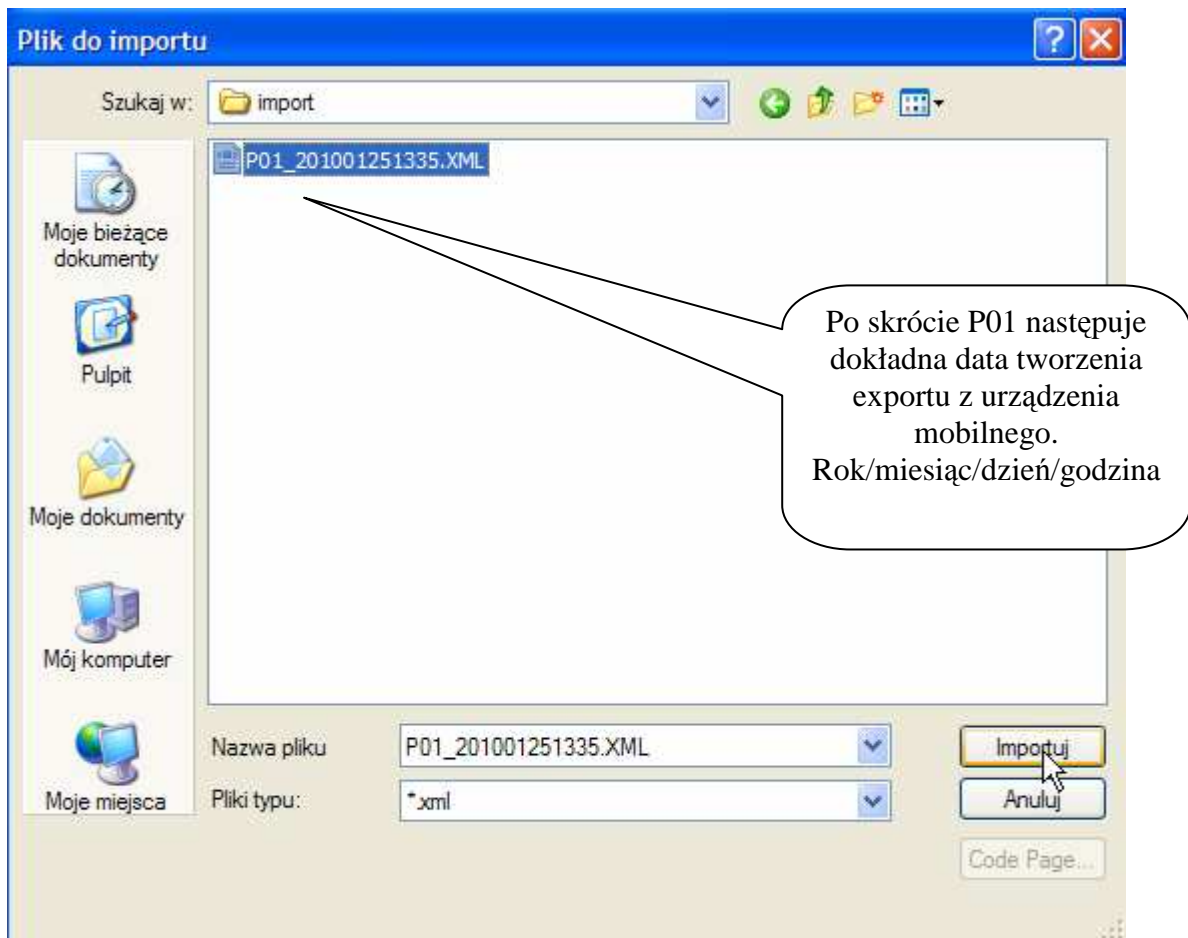 Plik do importu
Szukaj w:
import
P01_201001251335.XML
Moje bieżące
dokumenty
Pulpit
Moje dokumenty
Mój komputer
Moje miejsca
Po skrócie P01 następuje
dokładna data tworzenia
exportu z urządzenia
mobilnego.
Rok/miesiąc/dzień/godzina
Nazwa pliku
P01_201001251335.XML
Importuj
Pliki typu:
*.xml
Anuluj
Code Page...